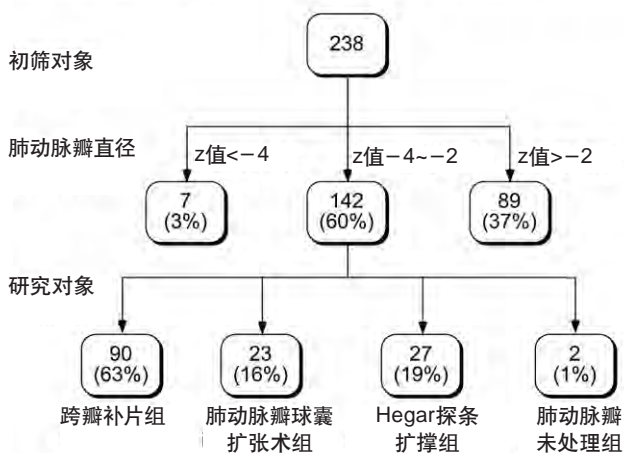 238
初筛对象
肺动脉瓣直径
z值<−4
z值−4~−2
z值>−2
7
(3%)
142
(60%)
89
(37%)
研究对象
90
(63%)
23
(16%)
27
(19%)
2
(1%)
跨瓣补片组
肺动脉瓣球囊
扩张术组
Hegar探条
扩撑组
肺动脉瓣
未处理组